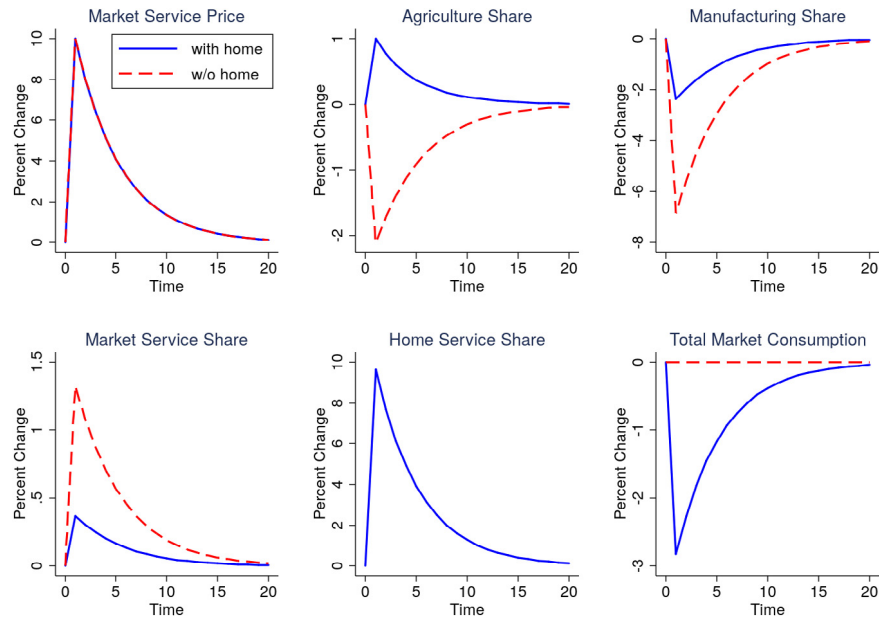 Market Service Price
Percent Change
0 2 4 6 8 10
with home
w/o home
0 5 10 15 20
Time
Agriculture Share
Percent Change
-2 -1 0 1
0 5 10 15 20
Time
Manufacturing Share
Percent Change
-8 -6 -4 -2 0
0 5 10 15 20
Time
Market Service Share
Percent Change
0 .5 1 1.5
0 5 10 15 20
Time
Home Service Share
Percent Change
0 2 4 6 8 10
0 5 10 15 20
Time
Total Market Consumption
Percent Change
-3 -2 -1 0
0 5 10 15 20
Time